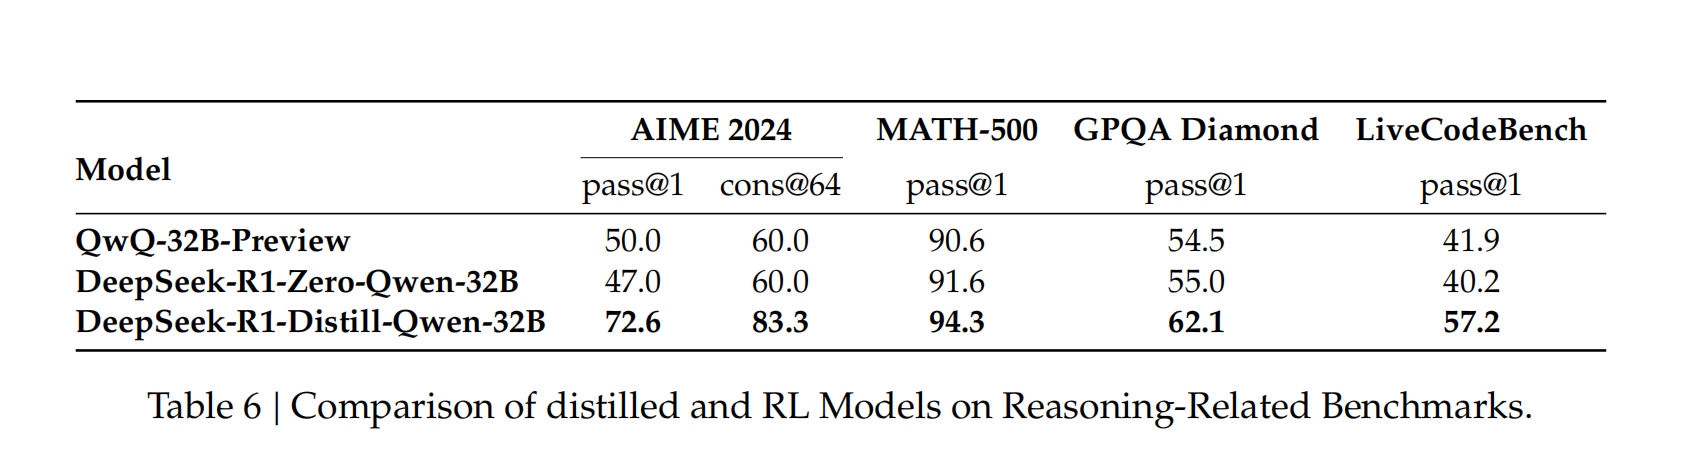 AIME 2024 MATH-500 GPQA Diamond LiveCodeBench
Model
pass@1 cons@64 pass@1 pass@1 pass@1
QwQ-32B-Preview 50.0 60.0 90.6 54.5 41.9
DeepSeek-R1-Zero-Qwen-32B 47.0 60.0 91.6 55.0 40.2
DeepSeek-R1-Distill-Qwen-32B 72.6 83.3 94.3 62.1 57.2
Table 6 | Comparison of distilled and RL Models on Reasoning-Related Benchmarks.